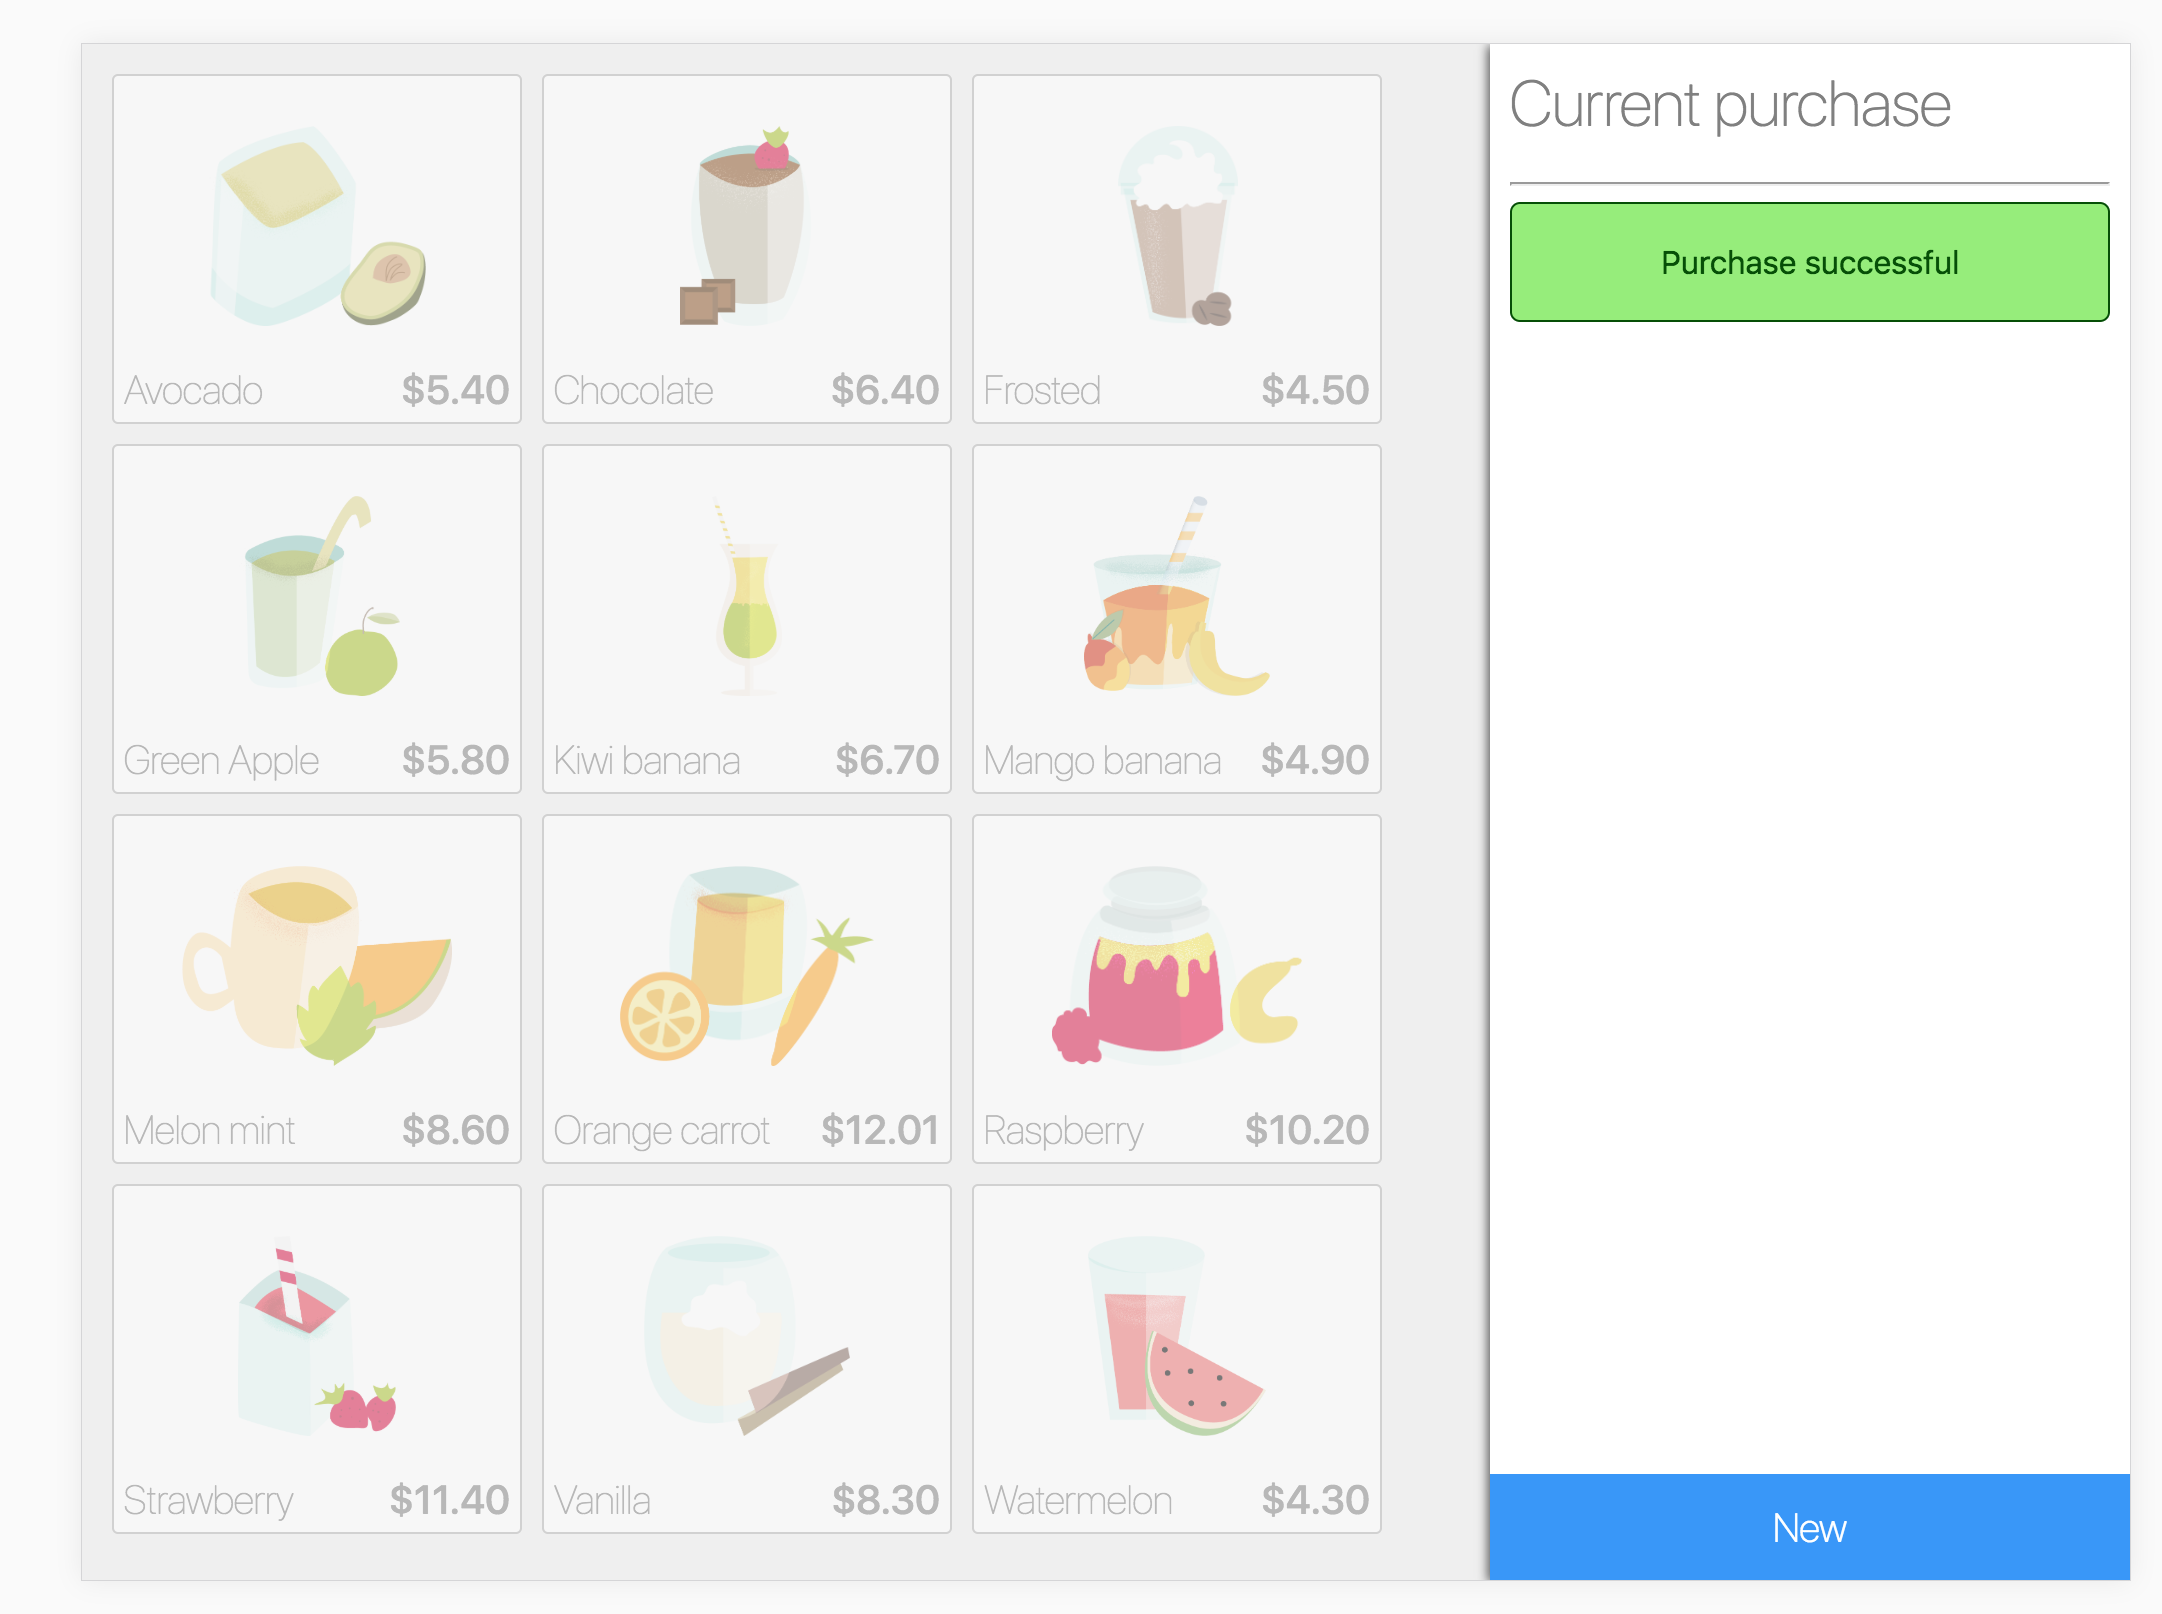 Current purchase
Purchase successful
Avocado $5.40
Chocolate $6.40
Frosted $4.50
Green Apple $5.80
Kiwi banana $6.70
Mango banana $4.90
Melon mint $8.60
Orange carrot $12.01
Raspberry $10.20
Strawberry $11.40
Vanilla $8.30
Watermelon $4.30
New